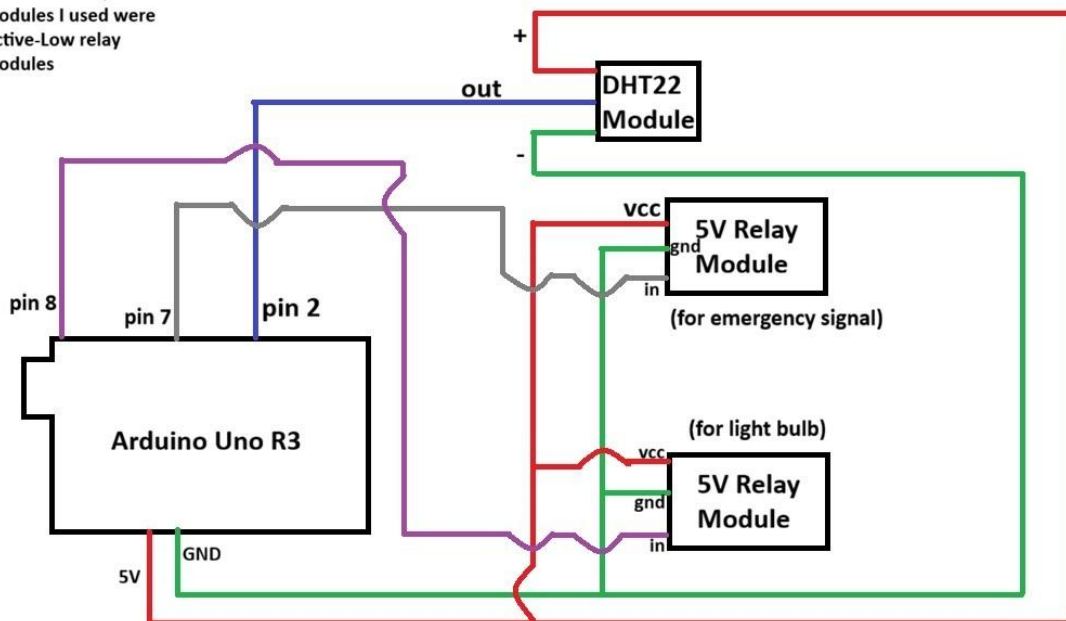 odules I used were
ctive-Low relay
odules
+
out
DHT22
Module
-
vcc
5V Relay
gnd
Module
in
(for emergency signal)
pin 8
pin 7
pin 2
Arduino Uno R3
(for light bulb)
vcc
5V Relay
gnd
Module
in
GND
5V